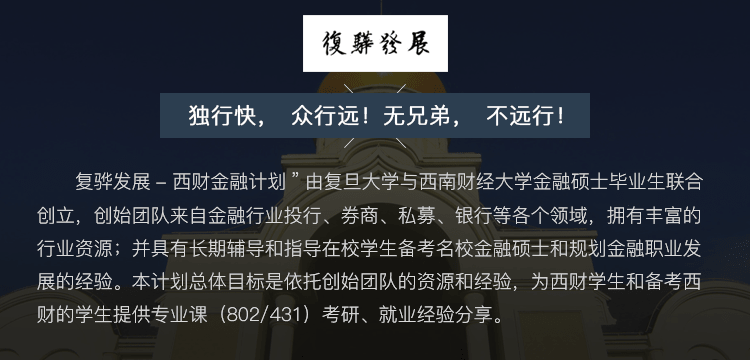 復驊發展
独行快， 众行远！无兄弟， 不远行！
复骅发展 – 西财金融计划 ” 由复旦大学与西南财经大学金融硕士毕业生联合
创立，创始团队来自金融行业投行、券商、私募、银行等各个领域，拥有丰富的
行业资源；并具有长期辅导和指导在校学生备考名校金融硕士和规划金融职业发
展的经验。本计划总体目标是依托创始团队的资源和经验，为西财学生和备考西
财的学生提供专业课（802/431）考研、就业经验分享。